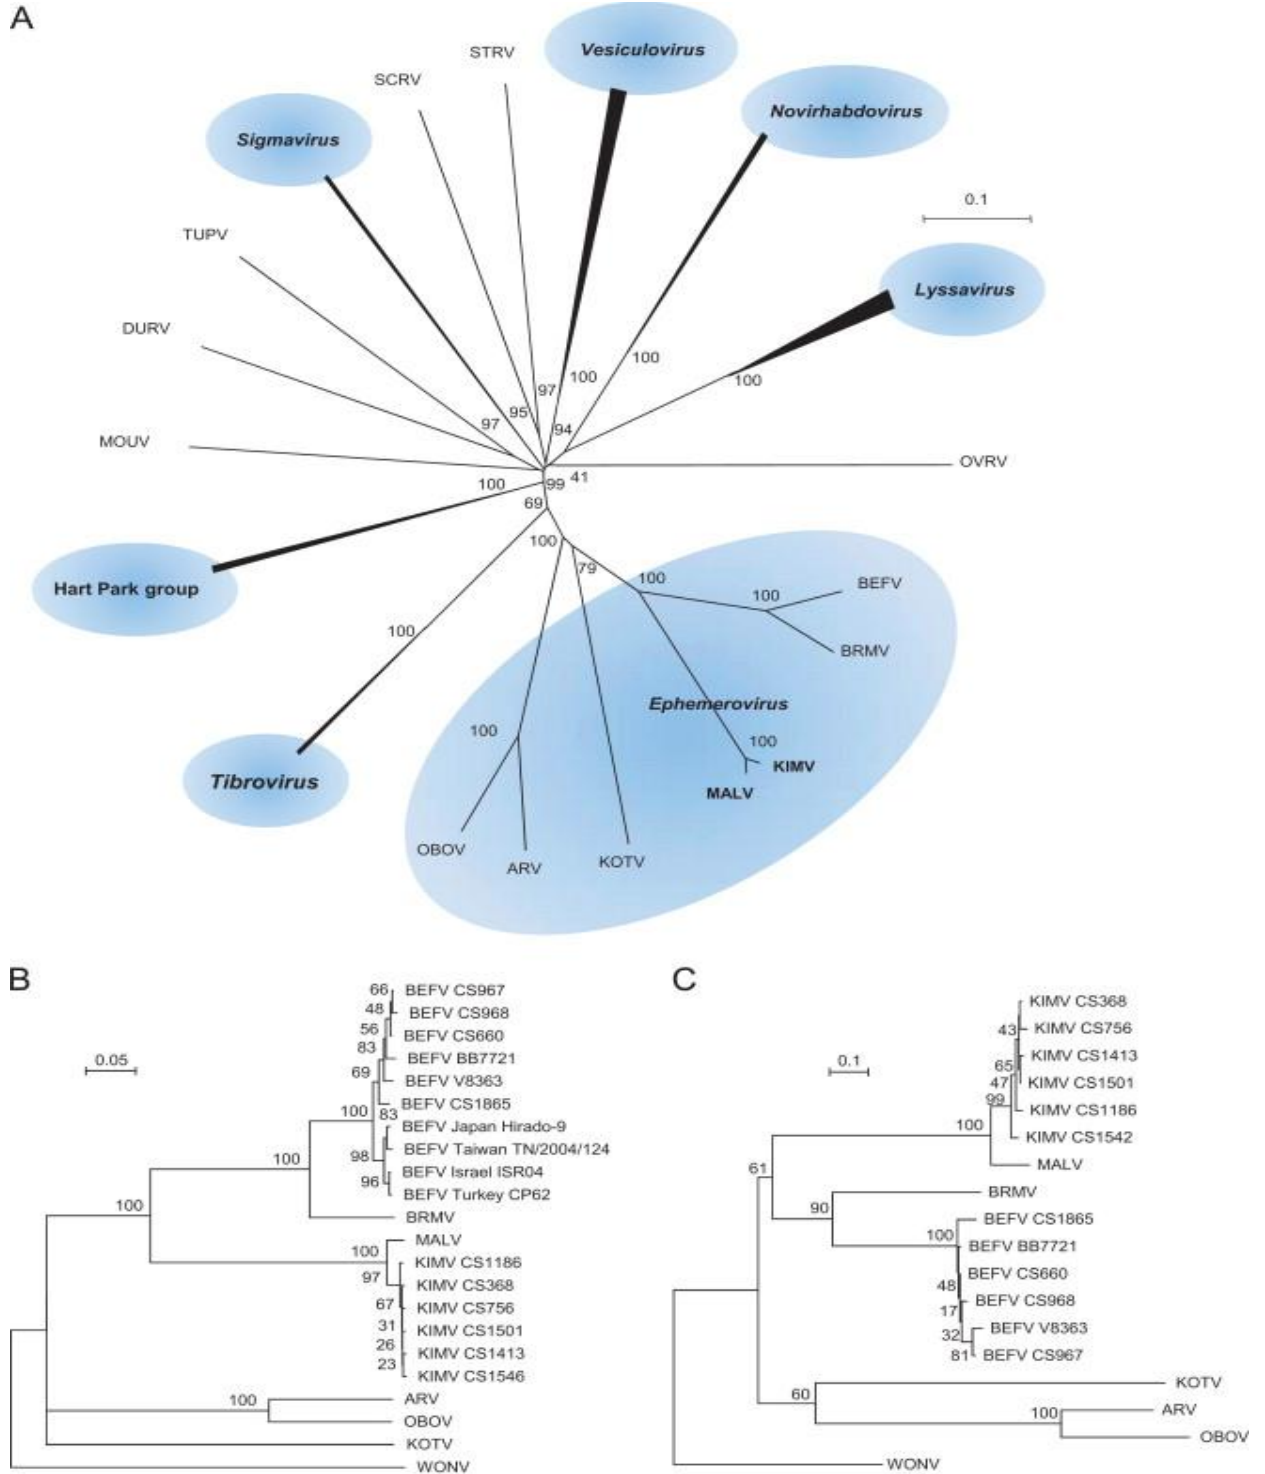 A
STRV
Vesiculovirus
SCRV
Novirhabdovirus
Sigmavirus
0.1
TUPV
Lyssavirus
DURV
100
97
100
100
95
97
94
MOUV
OVRV
41
100
99
69
100
79
100
BEFV
Hart Park group
100
100
BRMV
Ephemerovirus
100
100
KIMV
Tibrovirus
MALV
OBOV
KOTV
ARV
B
66
BEFV CS967
48
BEFV CS968
56
BEFV CS660
83
0.05
BEFV BB7721
69
BEFV V8363
BEFV CS1865
100
83
BEFV Japan Hirado-9
BEFV Taiwan TN/2004/124
98
100
BEFV Israel ISR04
96
BEFV Turkey CP62
100
BRMV
MALV
100
KIMV CS1186
97
KIMV CS368
67
KIMV CS756
31
KIMV CS1501
26
KIMV CS1413
23
KIMV CS1546
100
ARV
OBOV
KOTV
WONV
C
KIMV CS368
43
KIMV CS756
0.1
KIMV CS1413
65
47
KIMV CS1501
99
KIMV CS1186
100
KIMV CS1542
61
MALV
BRMV
90
BEFV CS1865
100
BEFV BB7721
BEFV CS660
48
BEFV CS968
17
BEFV V8363
32
81
BEFV CS967
KOTV
60
ARV
100
OBOV
WONV